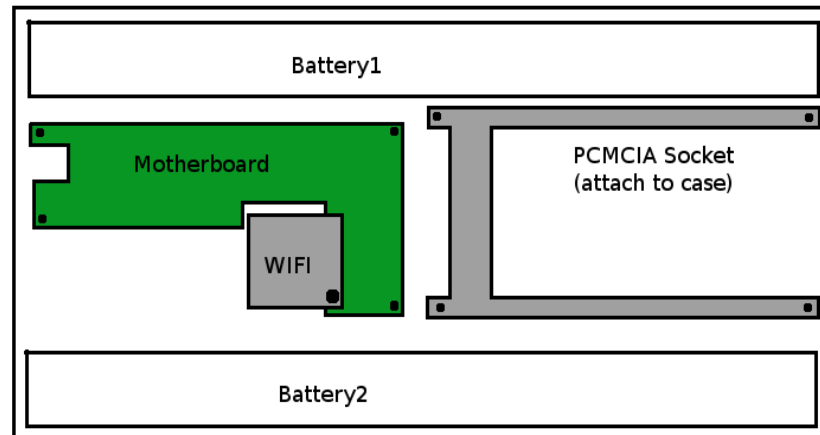 Battery1
Motherboard
PCMCIA Socket
(attach to case)
WIFI
Battery2